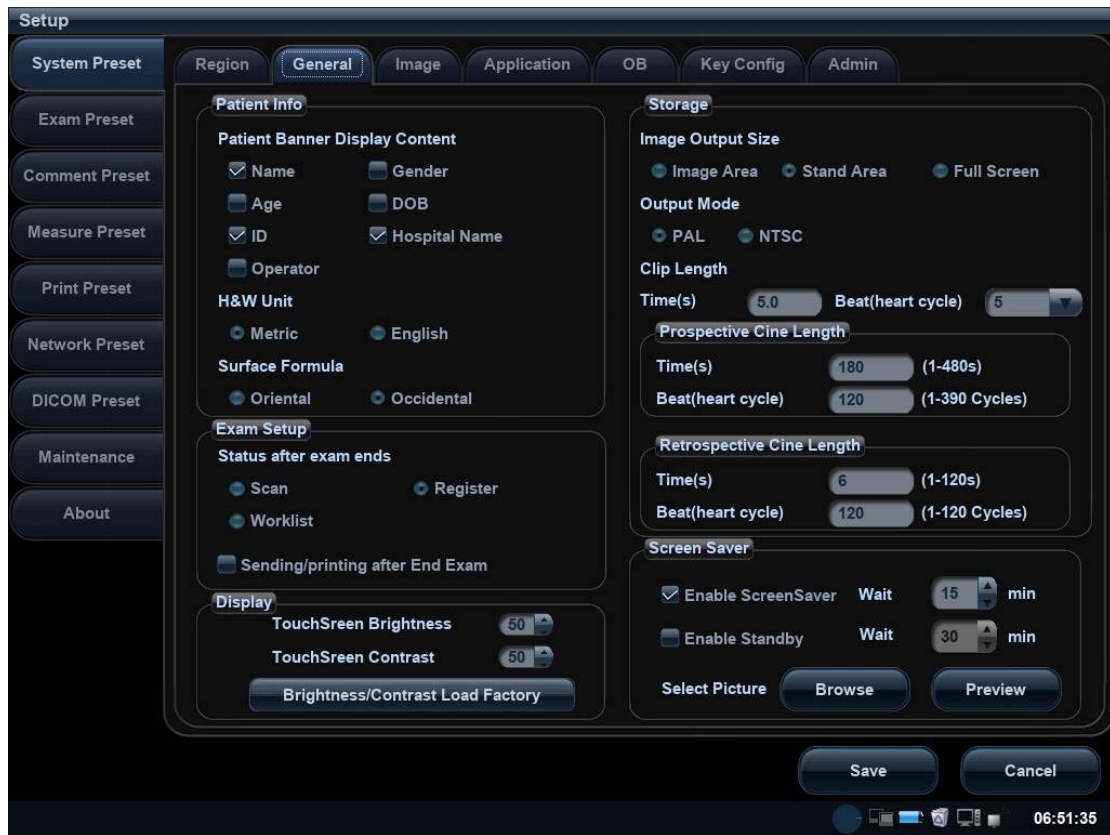 Setup
System Preset
Exam Preset
Comment Preset
Measure Preset
Print Preset
Network Preset
DICOM Preset
Maintenance
About
Region General Image Application OB Key Config Admin
Patient Info
Patient Banner Display Content
Name Gender
Age DOB
ID Hospital Name
Operator
H&W Unit
Metric English
Surface Formula
Oriental Occidental
Exam Setup
Status after exam ends
Scan Register
Worklist
Sending/printing after End Exam
Display
TouchSreen Brightness 50
TouchSreen Contrast 50
Brightness/Contrast Load Factory
Storage
Image Output Size
Image Area Stand Area Full Screen
Output Mode
PAL NTSC
Clip Length
Time(s) 5.0 Beat(heart cycle) 5
Prospective Cine Length
Time(s) 180 (1-480s)
Beat(heart cycle) 120 (1-390 Cycles)
Retrospective Cine Length
Time(s) 6 (1-120s)
Beat(heart cycle) 120 (1-120 Cycles)
Screen Saver
Enable ScreenSaver Wait 15 min
Enable Standby Wait 30 min
Select Picture Browse Preview
Save Cancel
06:51:35